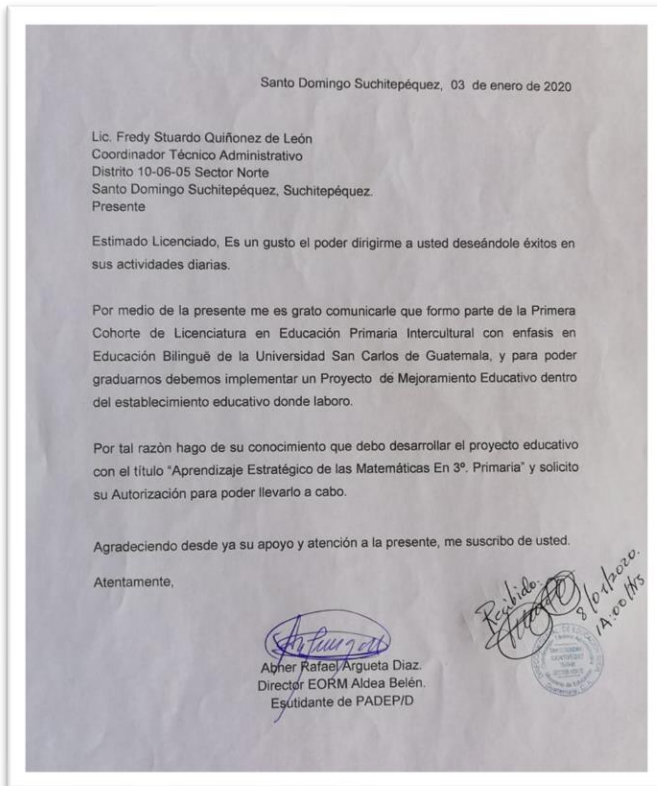 Santo Domingo Suchitepéquez, 03 de enero de 2020
Lic. Fredy Stuardo Quiñonez de León
Coordinador Técnico Administrativo
Distrito 10-06-05 Sector Norte
Santo Domingo Suchitepéquez, Suchitepéquez.
Presente
Estimado Licenciado, Es un gusto el poder dirigirme a usted deseándole éxitos en
sus actividades diarias.
Por medio de la presente me es grato comunicarle que formo parte de la Primera
Cohorte de Licenciatura en Educación Primaria Intercultural con enfasis en
Educación Bilingüe de la Universidad San Carlos de Guatemala, y para poder
graduarnos debemos implementar un Proyecto de Mejoramiento Educativo dentro
del establecimiento educativo donde laboro.
Por tal razòn hago de su conocimiento que debo desarrollar el proyecto educativo
con el título "Aprendizaje Estratégico de las Matemáticas En 3º. Primaria" y solicito
su Autorización para poder llevarlo a cabo.
Agradeciendo desde ya su apoyo y atención a la presente, me suscribo de usted.
Atentamente,
Recibido:
8/01/2020.
14:00 Hrs
Abner Rafael Argueta Diaz.
Director EORM Aldea Belén.
Esutidante de PADEP/D